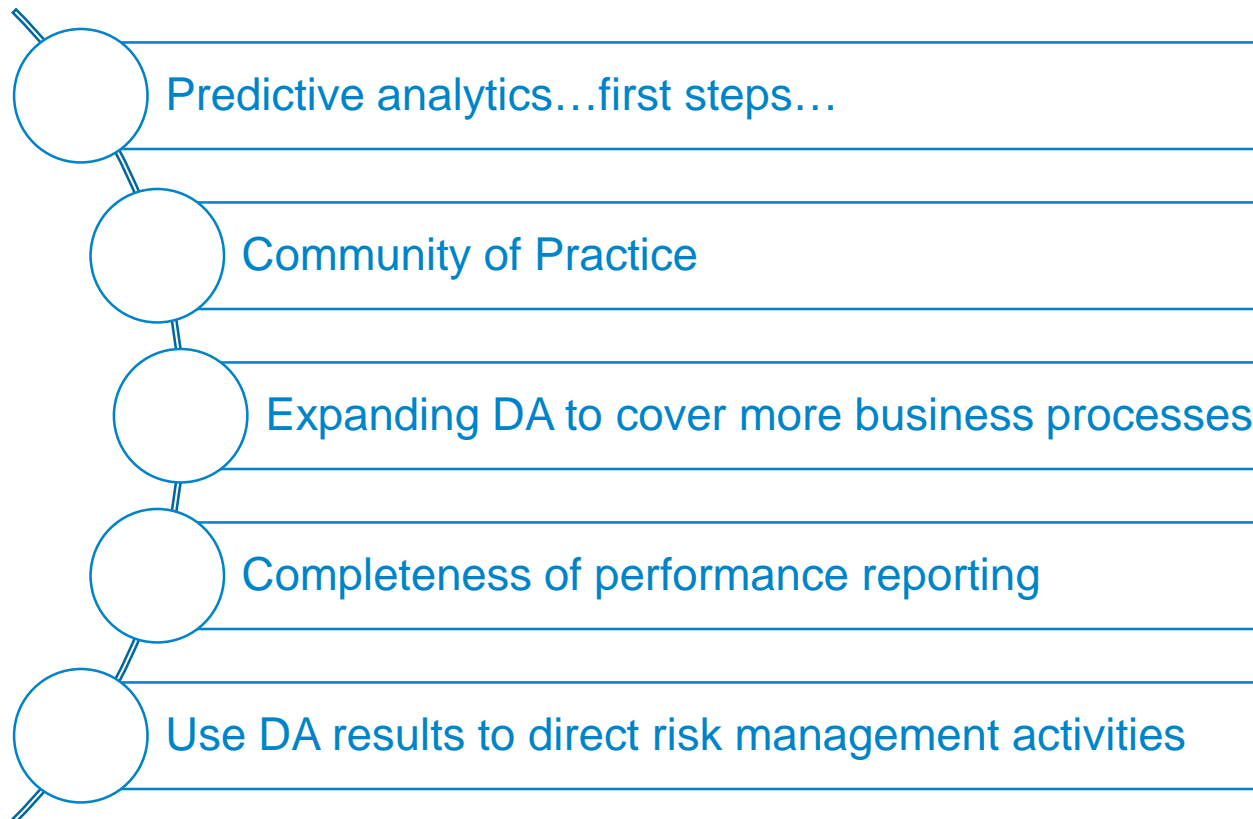 Predictive analytics…first steps…
Community of Practice
Expanding DA to cover more business processes
Completeness of performance reporting
Use DA results to direct risk management activities